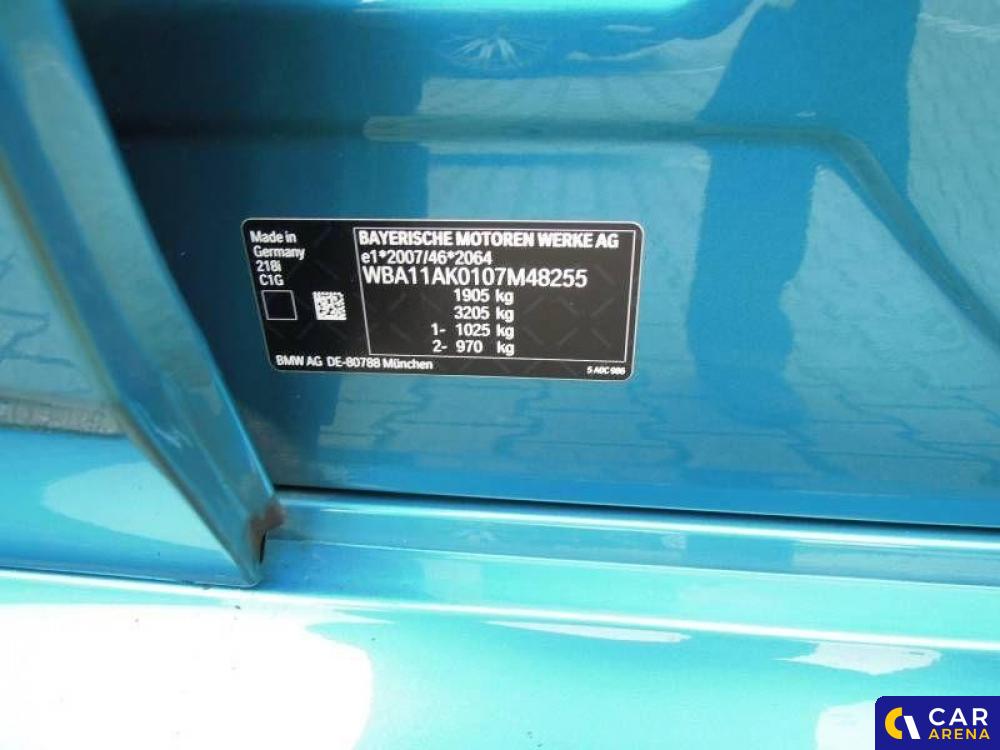 Made in
Germany
218i
C1G
BAYERISCHE MOTOREN WERKE AG
e1*2007/46*2064
WBA11AK0107M48255
1905 kg
3205 kg
1- 1025 kg
2- 970 kg
BMW AG DE-80788 München
5 A0C 986
CAR
ARENA